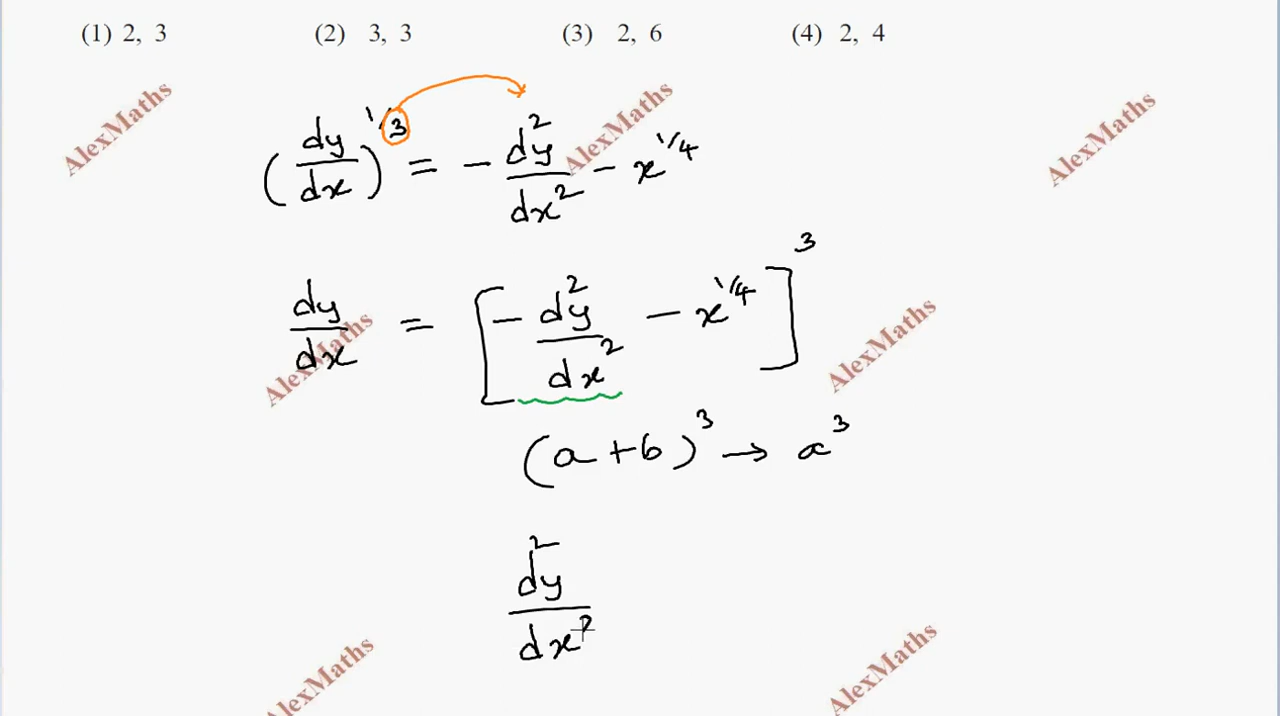 (1) 2, 3 (2) 3, 3 (3) 2, 6 (4) 2, 4
(dy/dx)^1/3 = - d²y/dx² - x^1/4
dy/dx = [- d²y/dx² - x^1/4]³
(a + b)³ → a³
d²y/dx²
AlexMaths
AlexMaths
AlexMaths
AlexMaths
AlexMaths
AlexMaths
AlexMaths